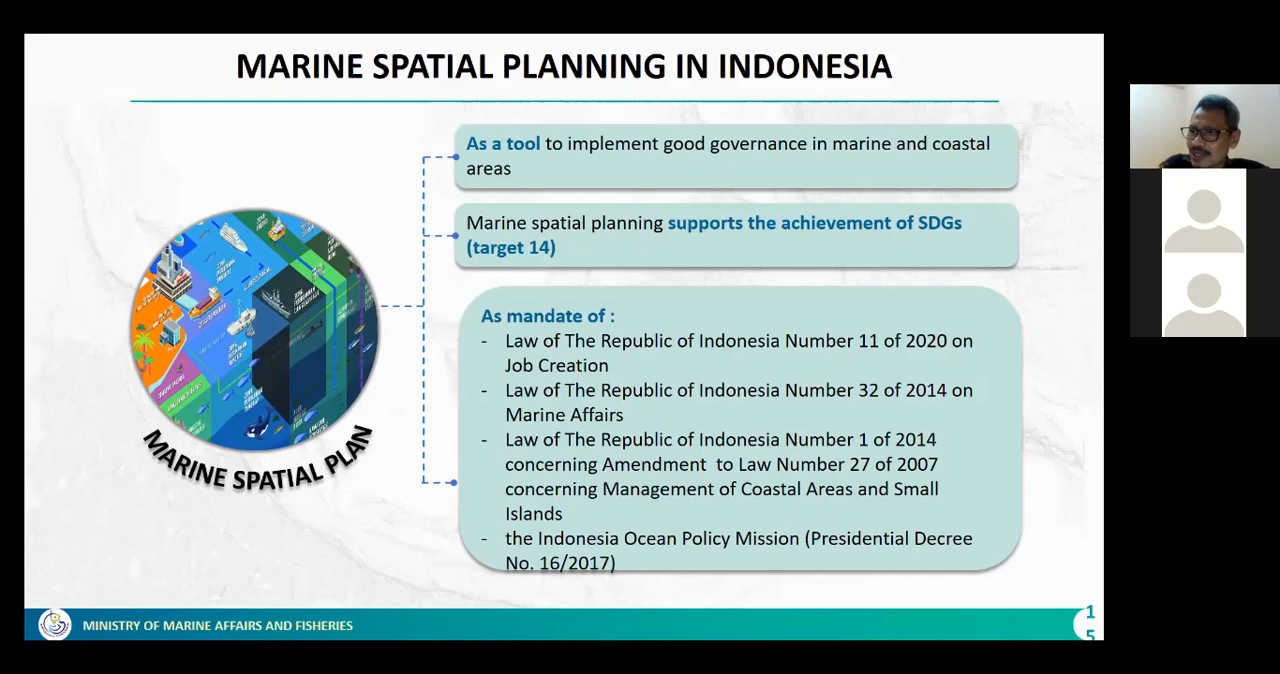 MARINE SPATIAL PLANNING IN INDONESIA
As a tool to implement good governance in marine and coastal
areas
Marine spatial planning supports the achievement of SDGs
(target 14)
MARINE SPATIAL PLAN
As mandate of :
- Law of The Republic of Indonesia Number 11 of 2020 on
Job Creation
- Law of The Republic of Indonesia Number 32 of 2014 on
Marine Affairs
- Law of The Republic of Indonesia Number 1 of 2014
concerning Amendment to Law Number 27 of 2007
concerning Management of Coastal Areas and Small
Islands
- the Indonesia Ocean Policy Mission (Presidential Decree
No. 16/2017)
MINISTRY OF MARINE AFFAIRS AND FISHERIES
1
5